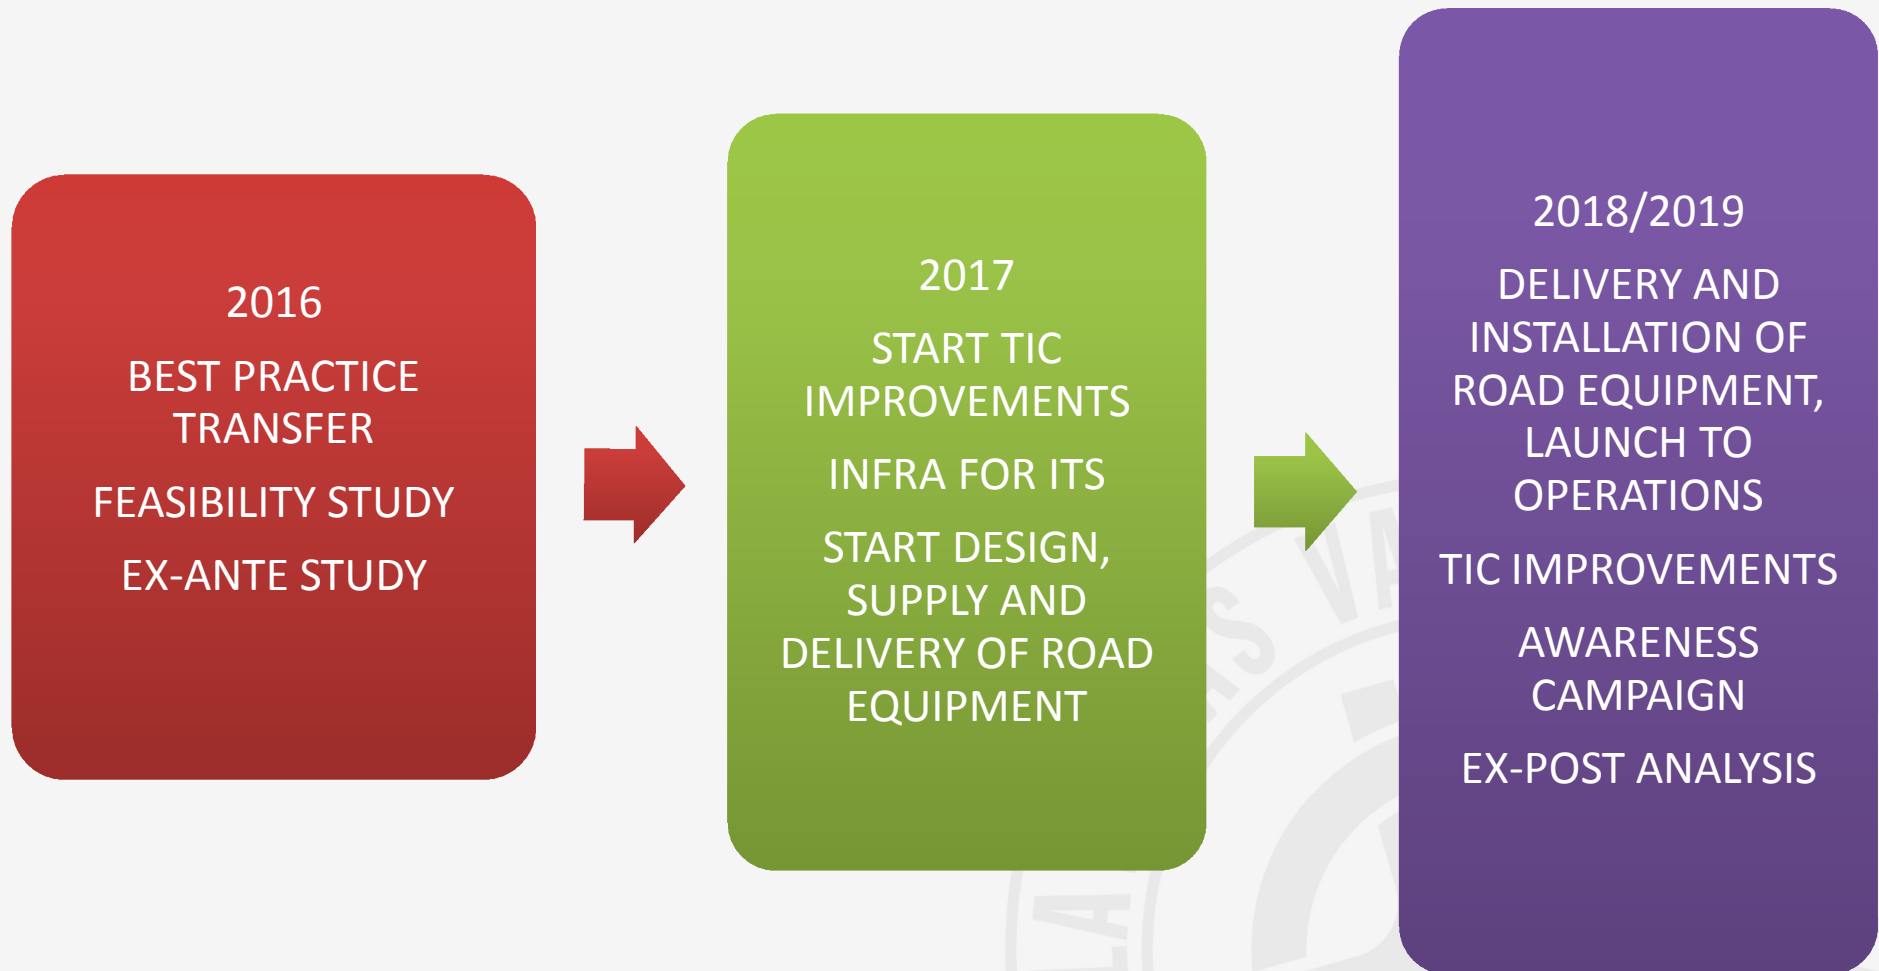 2016
BEST PRACTICE
TRANSFER
FEASIBILITY STUDY
EX-ANTE STUDY
2017
START TIC
IMPROVEMENTS
INFRA FOR ITS
START DESIGN,
SUPPLY AND
DELIVERY OF ROAD
EQUIPMENT
2018/2019
DELIVERY AND
INSTALLATION OF
ROAD EQUIPMENT,
LAUNCH TO
OPERATIONS
TIC IMPROVEMENTS
AWARENESS
CAMPAIGN
EX-POST ANALYSIS